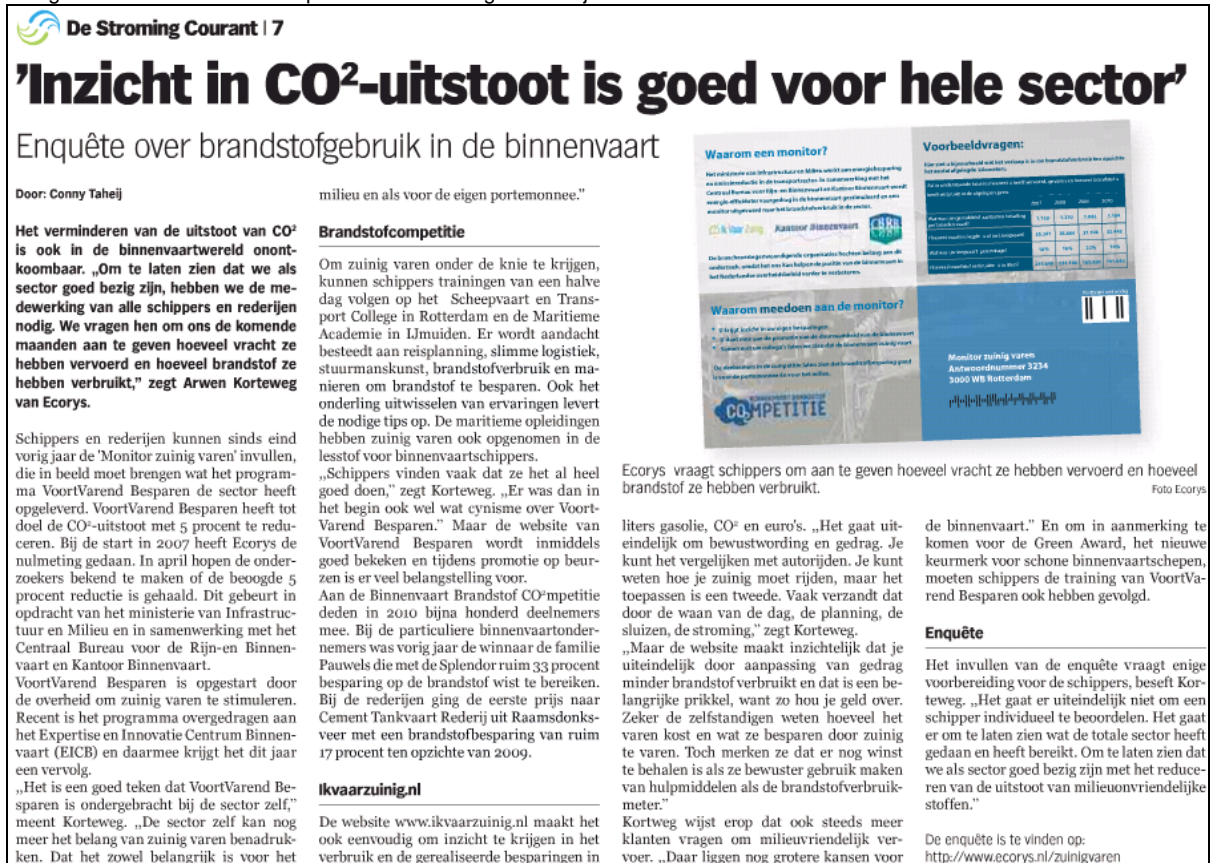 De Stroming Courant | 7
’Inzicht in CO²-uitstoot is goed voor hele sector’
Enquête over brandstofgebruik in de binnenvaart
Door: Conny Taheij
Het verminderen van de uitstoot van CO²
is ook in de binnenvaartwereld onont-
koombaar. „Om te laten zien dat we als
sector goed bezig zijn, hebben we de me-
dewerking van alle schippers en rederijen
nodig. We vragen hen om ons de komende
maanden aan te geven hoeveel vracht ze
hebben vervoerd en hoeveel brandstof ze
hebben verbruikt,” zegt Arwen Korteweg
van Ecorys.
Schippers en rederijen kunnen sinds eind
vorig jaar de 'Monitor zuinig varen' invullen,
die in beeld moet brengen wat het program-
ma VoortVarend Besparen de sector heeft
opgeleverd. VoortVarend Besparen heeft tot
doel de CO²-uitstoot met 5 procent te redu-
ceren. Bij de start in 2007 heeft Ecorys de
nulmeting gedaan. In april hopen de onder-
zoekers bekend te maken of de beoogde 5
procent reductie is gehaald. Dit gebeurt in
opdracht van het ministerie van Infrastruc-
tuur en Milieu en in samenwerking met het
Centraal Bureau voor de Rijn-en Binnen-
vaart en Kantoor Binnenvaart.
VoortVarend Besparen is opgestart door
de overheid om zuinig varen te stimuleren.
Recent is het programma overgedragen aan
het Expertise en Innovatie Centrum Binnen-
vaart (EICB) en daarmee krijgt het dit jaar
een vervolg.
„Het is een goed teken dat VoortVarend Be-
sparen is ondergebracht bij de sector zelf,”
meent Korteweg. „De sector zelf kan nog
meer het belang van zuinig varen benadruk-
ken. Dat het zowel belangrijk is voor het
milieu en als voor de eigen portemonnee.”
Brandstofcompetitie
Om zuinig varen onder de knie te krijgen,
kunnen schippers trainingen van een halve
dag volgen op het Scheepvaart en Trans-
port College in Rotterdam en de Maritieme
Academie in IJmuiden. Er wordt aandacht
besteedt aan reisplanning, slimme logistiek,
stuurmanskunst, brandstofverbruik en ma-
nieren om brandstof te besparen. Ook het
onderling uitwisselen van ervaringen levert
de nodige tips op. De maritieme opleidingen
hebben zuinig varen ook opgenomen in de
lesstof voor binnenvaartschippers.
„Schippers vinden vaak dat ze het al heel
goed doen,” zegt Korteweg. „Er was dan in
het begin ook wel wat cynisme over Voort-
Varend Besparen.” Maar de website van
VoortVarend Besparen wordt inmiddels
goed bekeken en tijdens promotie op beur-
zen is er veel belangstelling voor.
Aan de Binnenvaart Brandstof CO²mpetitie
deden in 2010 bijna honderd deelnemers
mee. Bij de particuliere binnenvaartonder-
nemers was vorig jaar de winnaar de familie
Pauwels die met de Splendor ruim 33 procent
besparing op de brandstof wist te bereiken.
Bij de rederijen ging de eerste prijs naar
Cement Tankvaart Rederij uit Raamsdonks-
veer met een brandstofbesparing van ruim
17 procent ten opzichte van 2009.
Ikvaarzuinig.nl
De website www.ikvaarzuinig.nl maakt het
ook eenvoudig om inzicht te krijgen in het
verbruik en de gerealiseerde besparingen in
Waarom een monitor?
Kantoor Binnenvaart
CBRB
Waarom meedoen aan de monitor?
CO2MPETITIE
Voorbeeldvragen:
Monitor zuinig varen
Antwoordnummer 3234
3000 WB Rotterdam
Ecorys vraagt schippers om aan te geven hoeveel vracht ze hebben vervoerd en hoeveel
brandstof ze hebben verbruikt.
Foto Ecorys
liters gasolie, CO² en euro's. „Het gaat uit-
eindelijk om bewustwording en gedrag. Je
kunt het vergelijken met autorijden. Je kunt
weten hoe je zuinig moet rijden, maar het
toepassen is een tweede. Vaak verzandt dat
door de waan van de dag, de planning, de
sluizen, de stroming,” zegt Korteweg.
„Maar de website maakt inzichtelijk dat je
uiteindelijk door aanpassing van gedrag
minder brandstof verbruikt en dat is een be-
langrijke prikkel, want zo hou je geld over.
Zeker de zelfstandigen weten hoeveel het
varen kost en wat ze besparen door zuinig
te varen. Toch merken ze dat er nog winst
te behalen is als ze bewuster gebruik maken
van hulpmiddelen als de brandstofverbruik-
meter.”
Kortweg wijst erop dat ook steeds meer
klanten vragen om milieuvriendelijk ver-
voer. „Daar liggen nog grotere kansen voor
de binnenvaart.” En om in aanmerking te
komen voor de Green Award, het nieuwe
keurmerk voor schone binnenvaartschepen,
moeten schippers de training van VoortVa-
rend Besparen ook hebben gevolgd.
Enquête
Het invullen van de enquête vraagt enige
voorbereiding voor de schippers, beseft Kor-
teweg. „Het gaat er uiteindelijk niet om een
schipper individueel te beoordelen. Het gaat
er om te laten zien wat de totale sector heeft
gedaan en heeft bereikt. Om te laten zien dat
we als sector goed bezig zijn met het reduce-
ren van de uitstoot van milieuonvriendelijke
stoffen.”
De enquête is te vinden op:
http://www.ecorys.nl/zuinigvaren